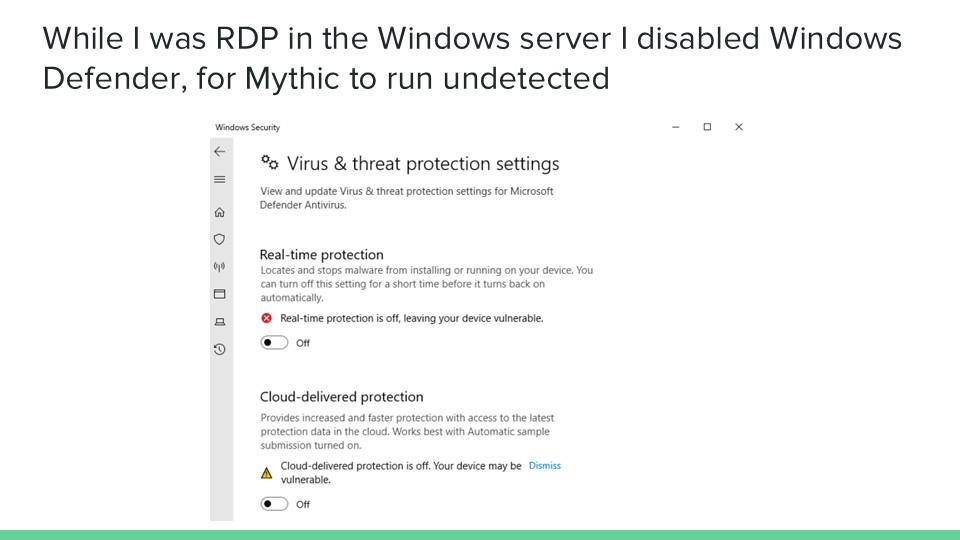 While I was RDP in the Windows server I disabled Windows
Defender, for Mythic to run undetected
Windows Security
Virus & threat protection settings
View and update Virus & threat protection settings for Microsoft
Defender Antivirus.
Real-time protection
Locates and stops malware from installing or running on your device. You
can turn off this setting for a short time before it turns back on
automatically.
Real-time protection is off, leaving your device vulnerable.
Off
Cloud-delivered protection
Provides increased and faster protection with access to the latest
protection data in the cloud. Works best with Automatic sample
submission turned on.
Cloud-delivered protection is off. Your device may be Dismiss
vulnerable.
Off